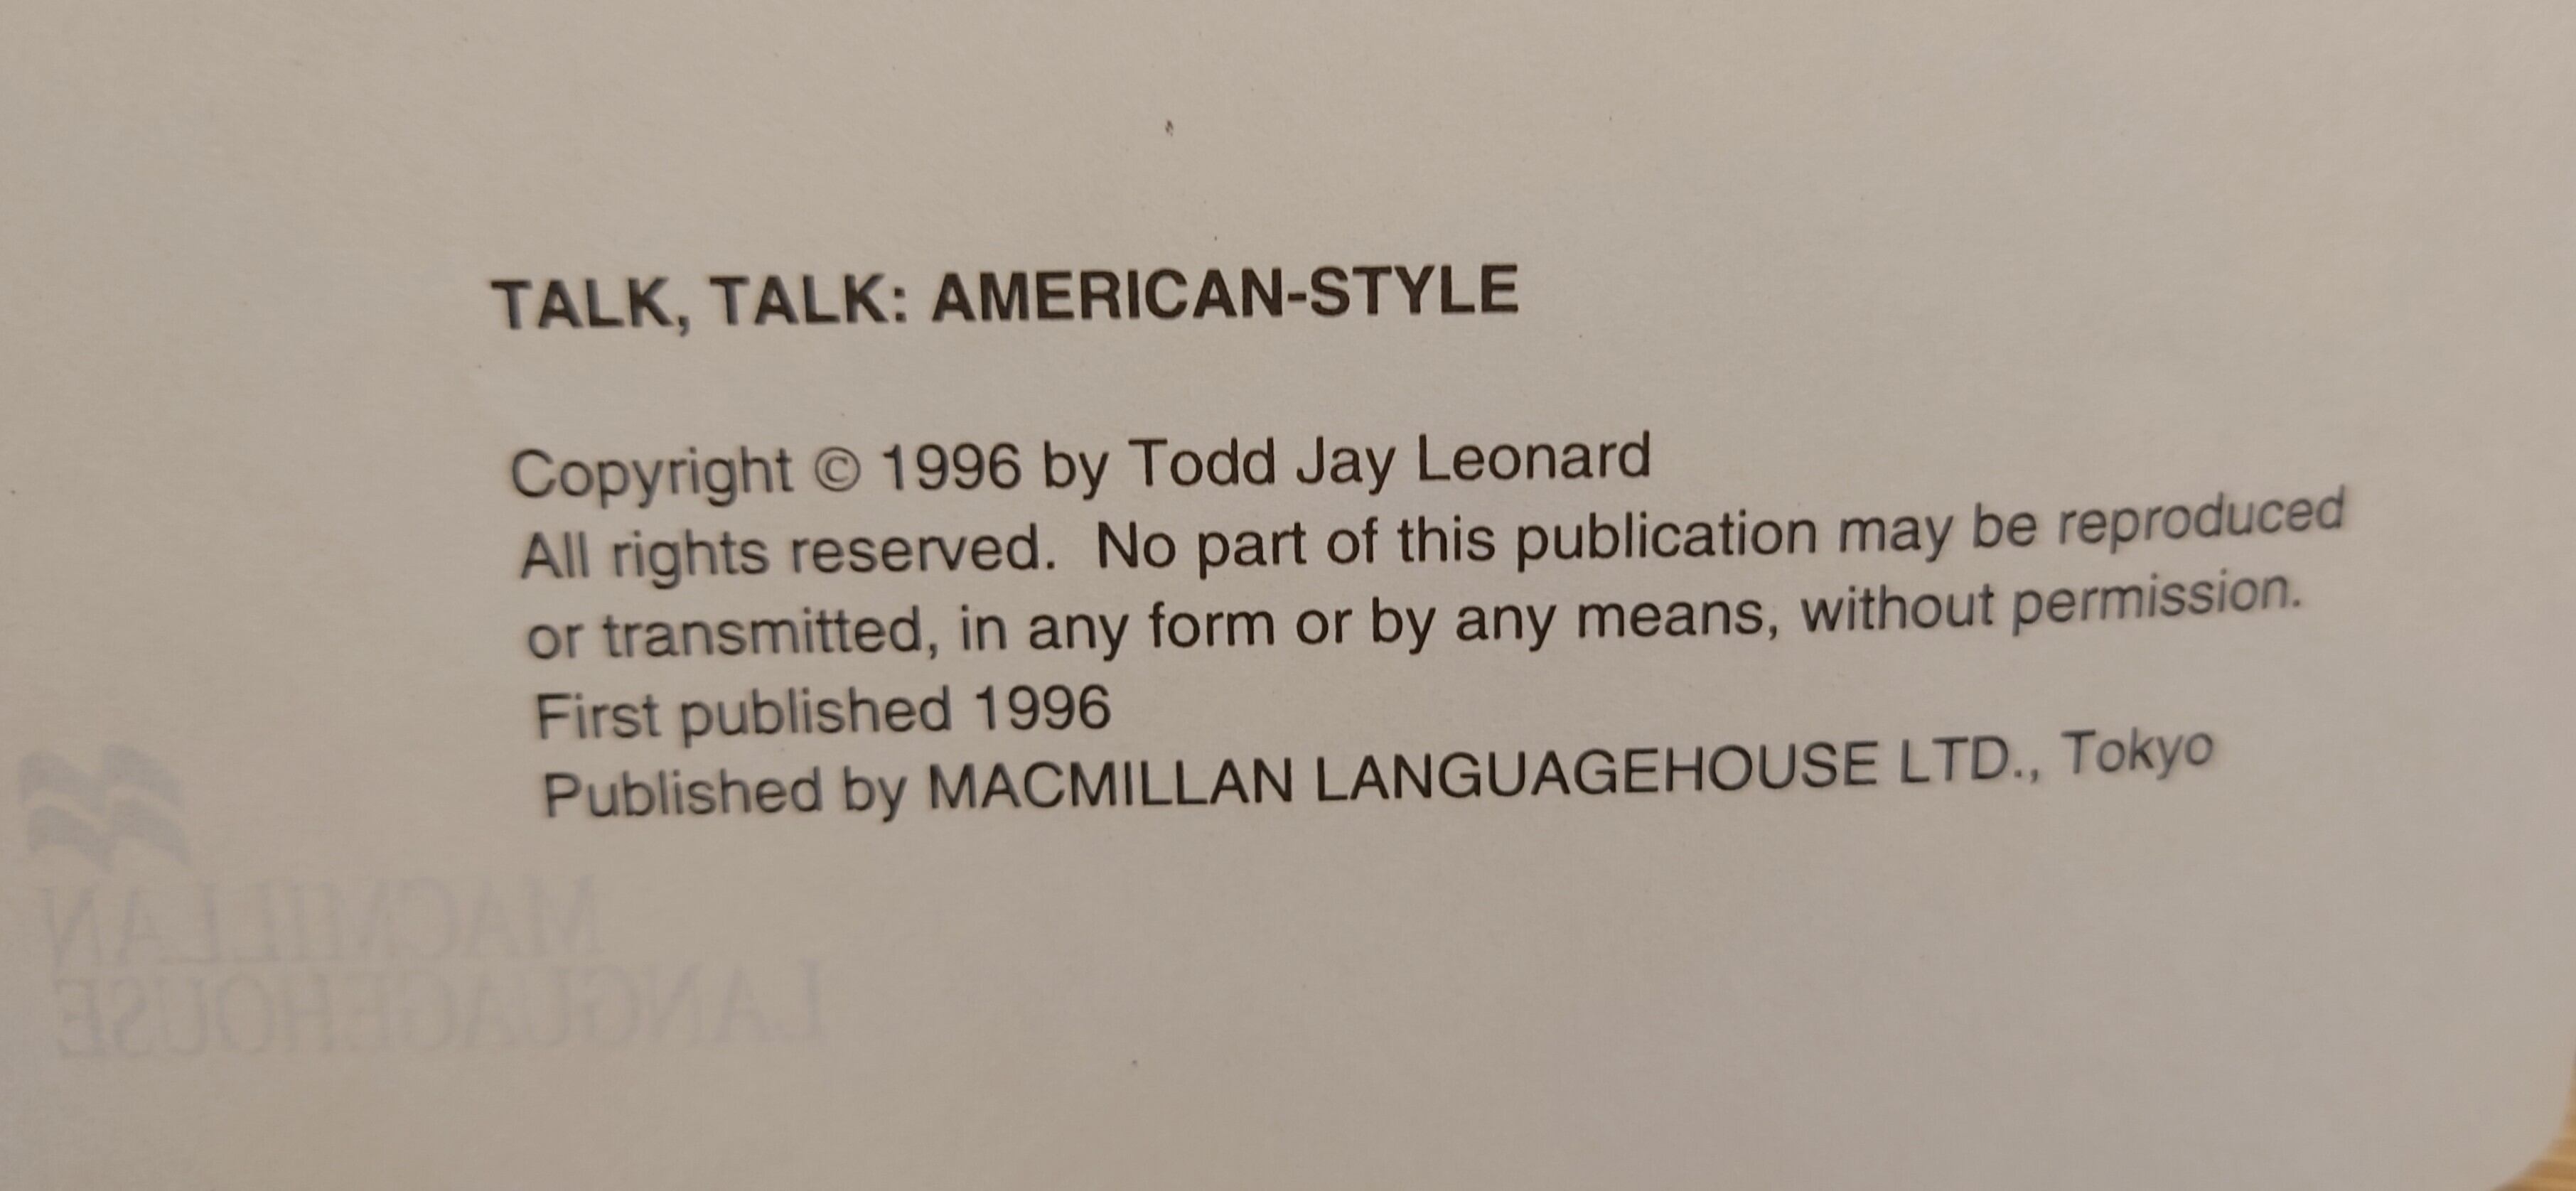 TALK, TALK: AMERICAN-STYLE
Copyright © 1996 by Todd Jay Leonard
All rights reserved. No part of this publication may be reproduced
or transmitted, in any form or by any means, without permission.
First published 1996
Published by MACMILLAN LANGUAGEHOUSE LTD., Tokyo
MACMILLAN
LANGUAGEHOUSE